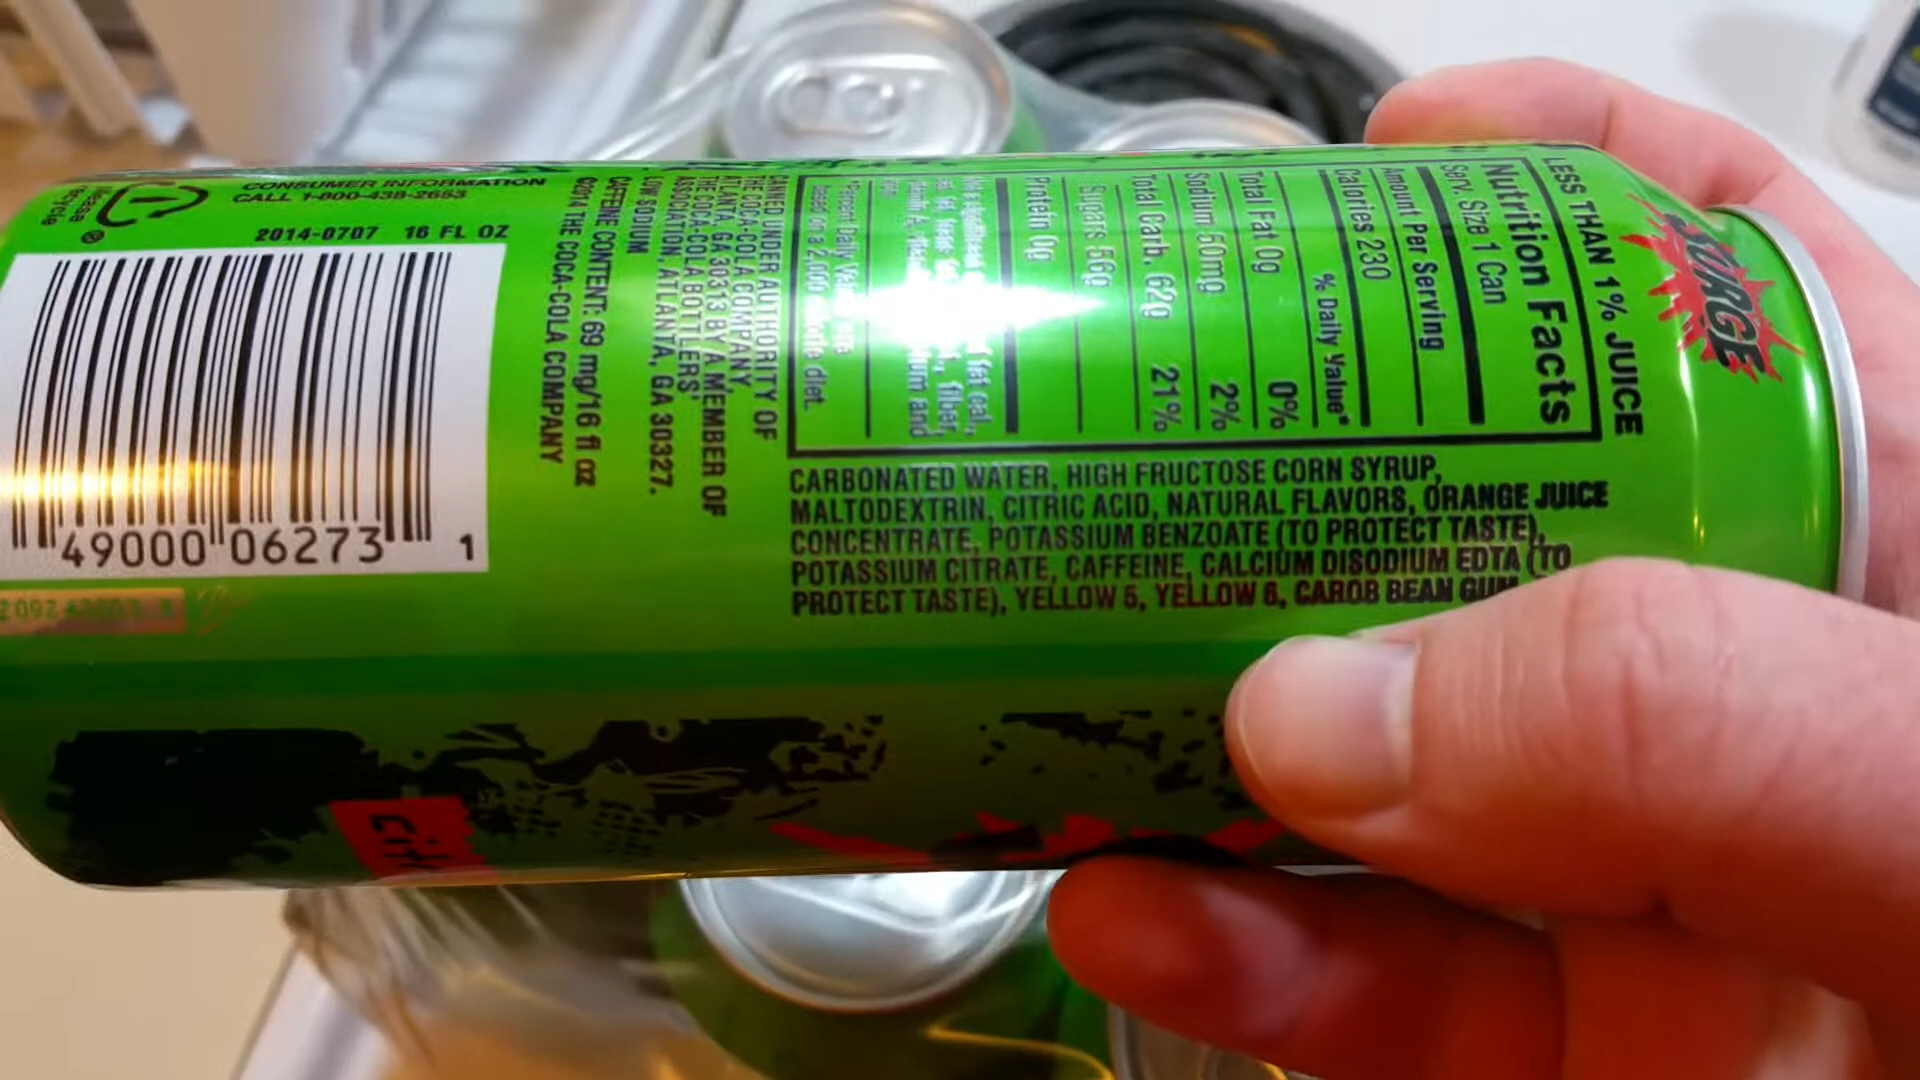 SURGE
LESS THAN 1% JUICE
Nutrition Facts
Serv. Size 1 Can
Amount Per Serving
Calories 230
% Daily Value*
Total Fat 0g 0%
Sodium 60mg 2%
Total Carb. 62g 21%
Sugars 56g
Protein 0g
fat cal.,
fiber,
and
based on a 2,000 diet.
CARBONATED WATER, HIGH FRUCTOSE CORN SYRUP,
MALTODEXTRIN, CITRIC ACID, NATURAL FLAVORS, ORANGE JUICE
CONCENTRATE, POTASSIUM BENZOATE (TO PROTECT TASTE),
POTASSIUM CITRATE, CAFFEINE, CALCIUM DISODIUM EDTA (TO
PROTECT TASTE), YELLOW 5, YELLOW 6, CAROB BEAN GUM
CANNED UNDER AUTHORITY OF
THE COCA-COLA COMPANY,
ATLANTA, GA 30313 BY A MEMBER OF
THE COCA-COLA BOTTLERS'
ASSOCIATION, ATLANTA, GA 30327.
LOW SODIUM
CAFFEINE CONTENT: 69 mg/16 fl oz
©2014 THE COCA-COLA COMPANY
CONSUMER INFORMATION
CALL 1-800-438-2653
please
recycle
2014-0707 16 FL OZ
49000 06273 1